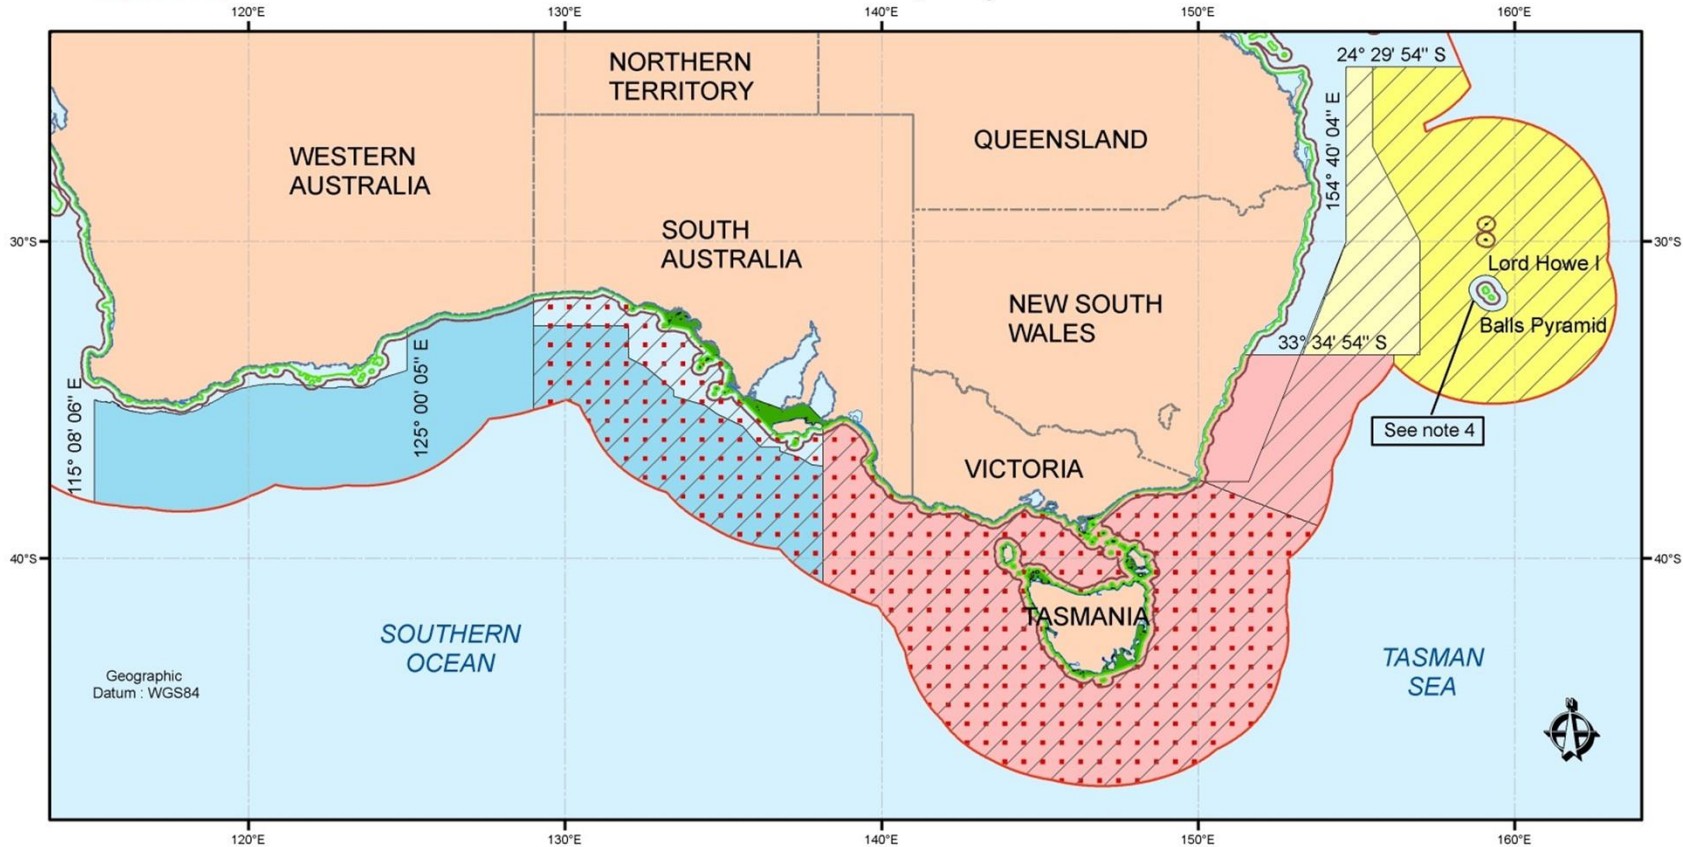 120°E
130°E
140°E
150°E
160°E
24° 29' 54" S
NORTHERN
TERRITORY
154° 40' 04" E
QUEENSLAND
WESTERN
AUSTRALIA
30°S
30°S
SOUTH
AUSTRALIA
Lord Howe I
NEW SOUTH
WALES
Balls Pyramid
33° 34' 54" S
125° 00' 05" E
115° 08' 06" E
See note 4
VICTORIA
40°S
40°S
TASMANIA
SOUTHERN
OCEAN
TASMAN
SEA
Geographic
Datum : WGS84
N
120°E
130°E
140°E
150°E
160°E